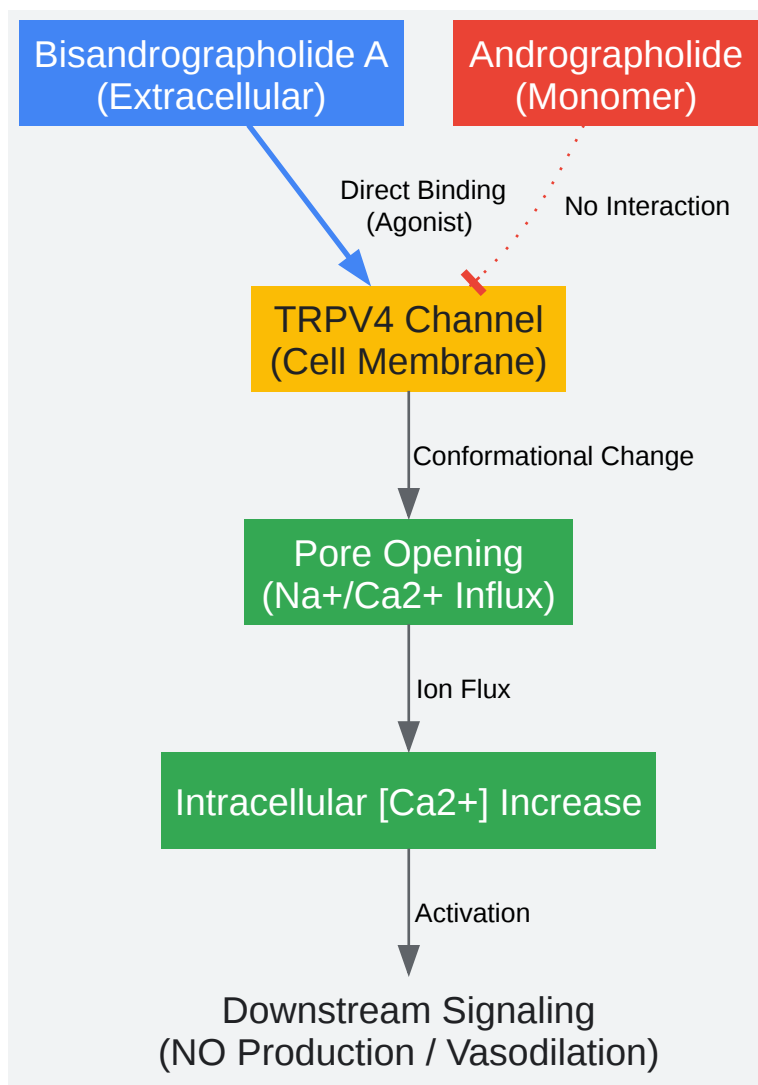 Bisandrographolide A
(Extracellular)
Andrographolide
(Monomer)
Direct Binding
(Agonist)
No Interaction
TRPV4 Channel
(Cell Membrane)
Conformational Change
Pore Opening
(Na+/Ca2+ Influx)
Ion Flux
Intracellular [Ca2+] Increase
Activation
Downstream Signaling
(NO Production / Vasodilation)